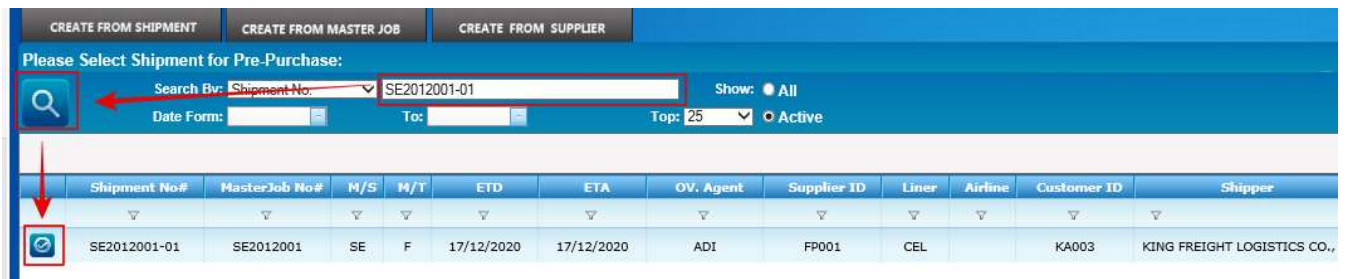 CREATE FROM SHIPMENT CREATE FROM MASTER JOB CREATE FROM SUPPLIER
Please Select Shipment for Pre-Purchase:
Search By: Shipment No. SE2012001-01 Show: All
Date Form: To: Top: 25 Active
Shipment No# MasterJob No# M/S M/T ETD ETA OV. Agent Supplier ID Liner Airline Customer ID Shipper
SE2012001-01 SE2012001 SE F 17/12/2020 17/12/2020 ADI FP001 CEL KA003 KING FREIGHT LOGISTICS CO.,